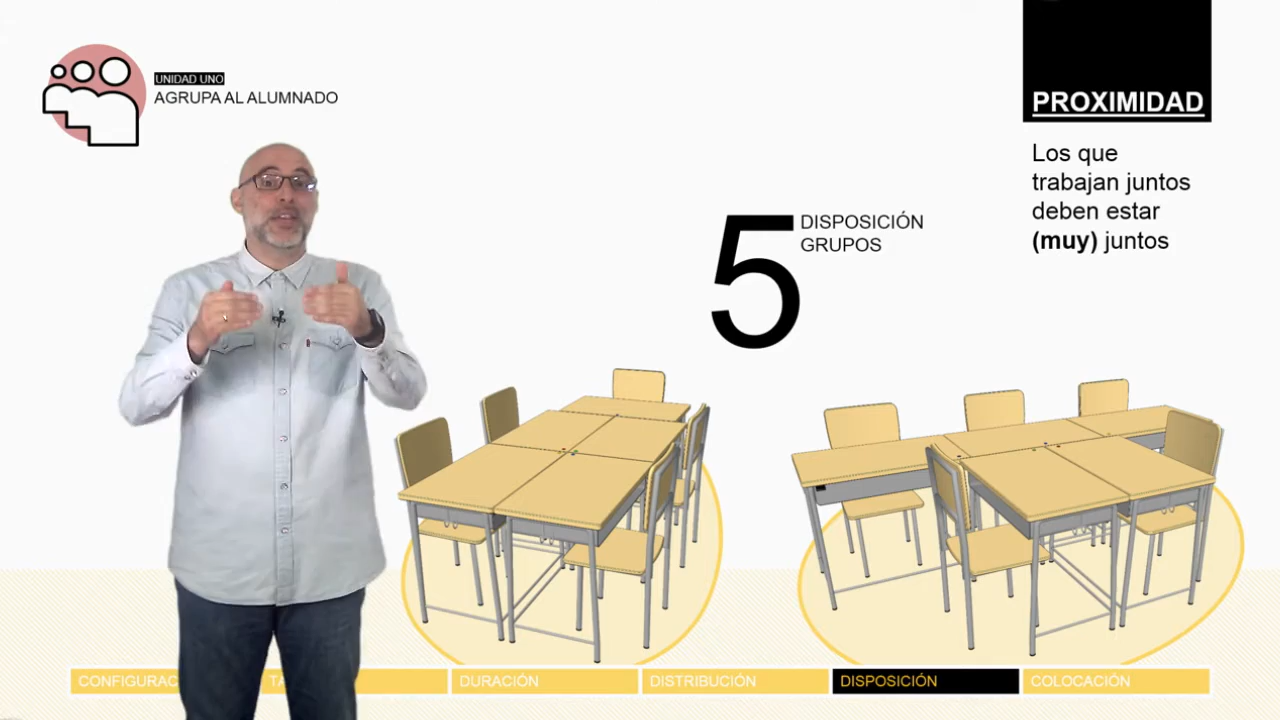 UNIDAD UNO
AGRUPA AL ALUMNADO
PROXIMIDAD
Los que
trabajan juntos
deben estar
(muy) juntos
5
DISPOSICIÓN
GRUPOS
DURACIÓN
DISTRIBUCIÓN
DISPOSICIÓN
COLOCACIÓN